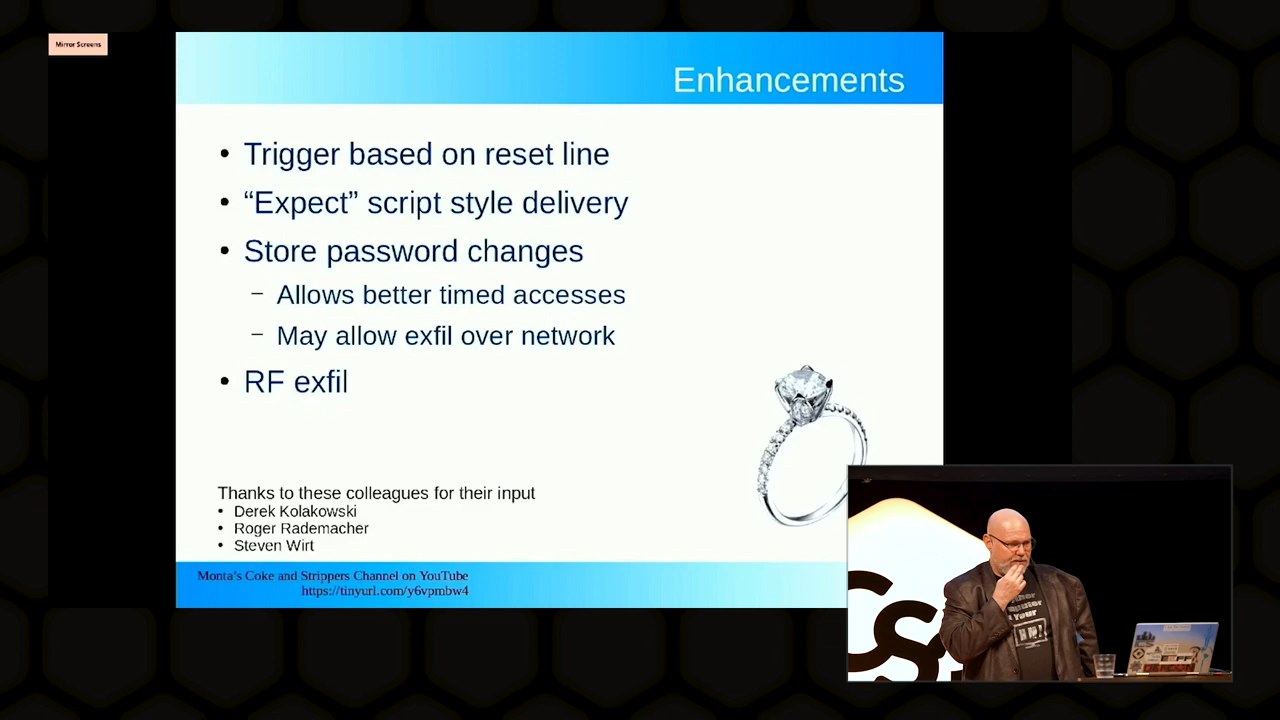 Mirror Screens
Enhancements
• Trigger based on reset line
• “Expect” script style delivery
• Store password changes
– Allows better timed accesses
– May allow exfil over network
• RF exfil
Thanks to these colleagues for their input
• Derek Kolakowski
• Roger Rademacher
• Steven Wirt
Monta's Coke and Strippers Channel on YouTube
https://tinyurl.com/y6vpmbw4
CS